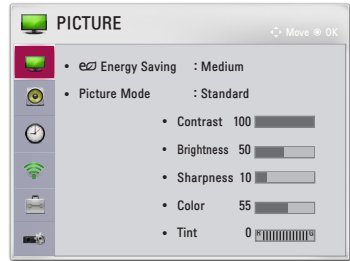 PICTURE
Move OK
• Energy Saving : Medium
• Picture Mode : Standard
• Contrast 100
• Brightness 50
• Sharpness 10
• Color 55
• Tint 0 R G